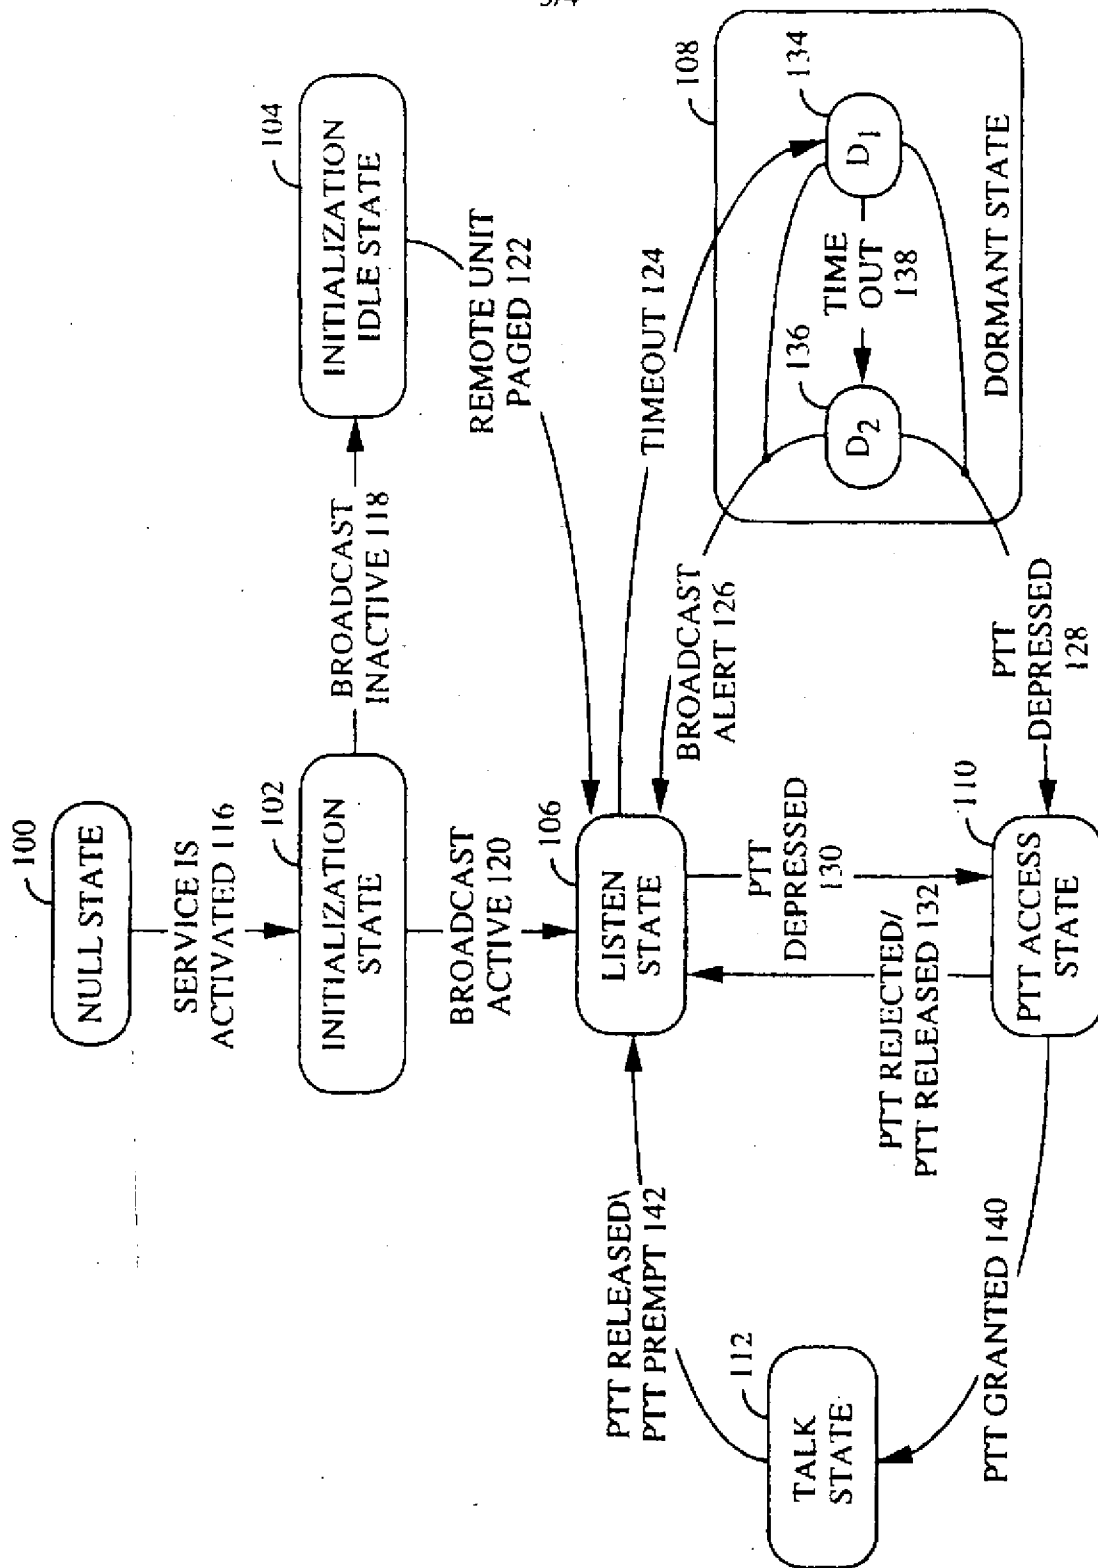 100
NULL STATE
SERVICE IS
ACTIVATED 116
102
INITIALIZATION
STATE
BROADCAST
INACTIVE 118
104
INITIALIZATION
IDLE STATE
BROADCAST
ACTIVE 120
REMOTE UNIT
PAGED 122
106
LISTEN
STATE
TIMEOUT 124
PTT RELEASED\
PTT PREMPT 142
BROADCAST
ALERT 126
108
134
D1
TIME
OUT
138
136
D2
DORMANT STATE
112
TALK
STATE
PTT
DEPRESSED
130
PTT REJECTED/
PTT RELEASED 132
PTT
DEPRESSED
128
110
PTT ACCESS
STATE
PTT GRANTED 140